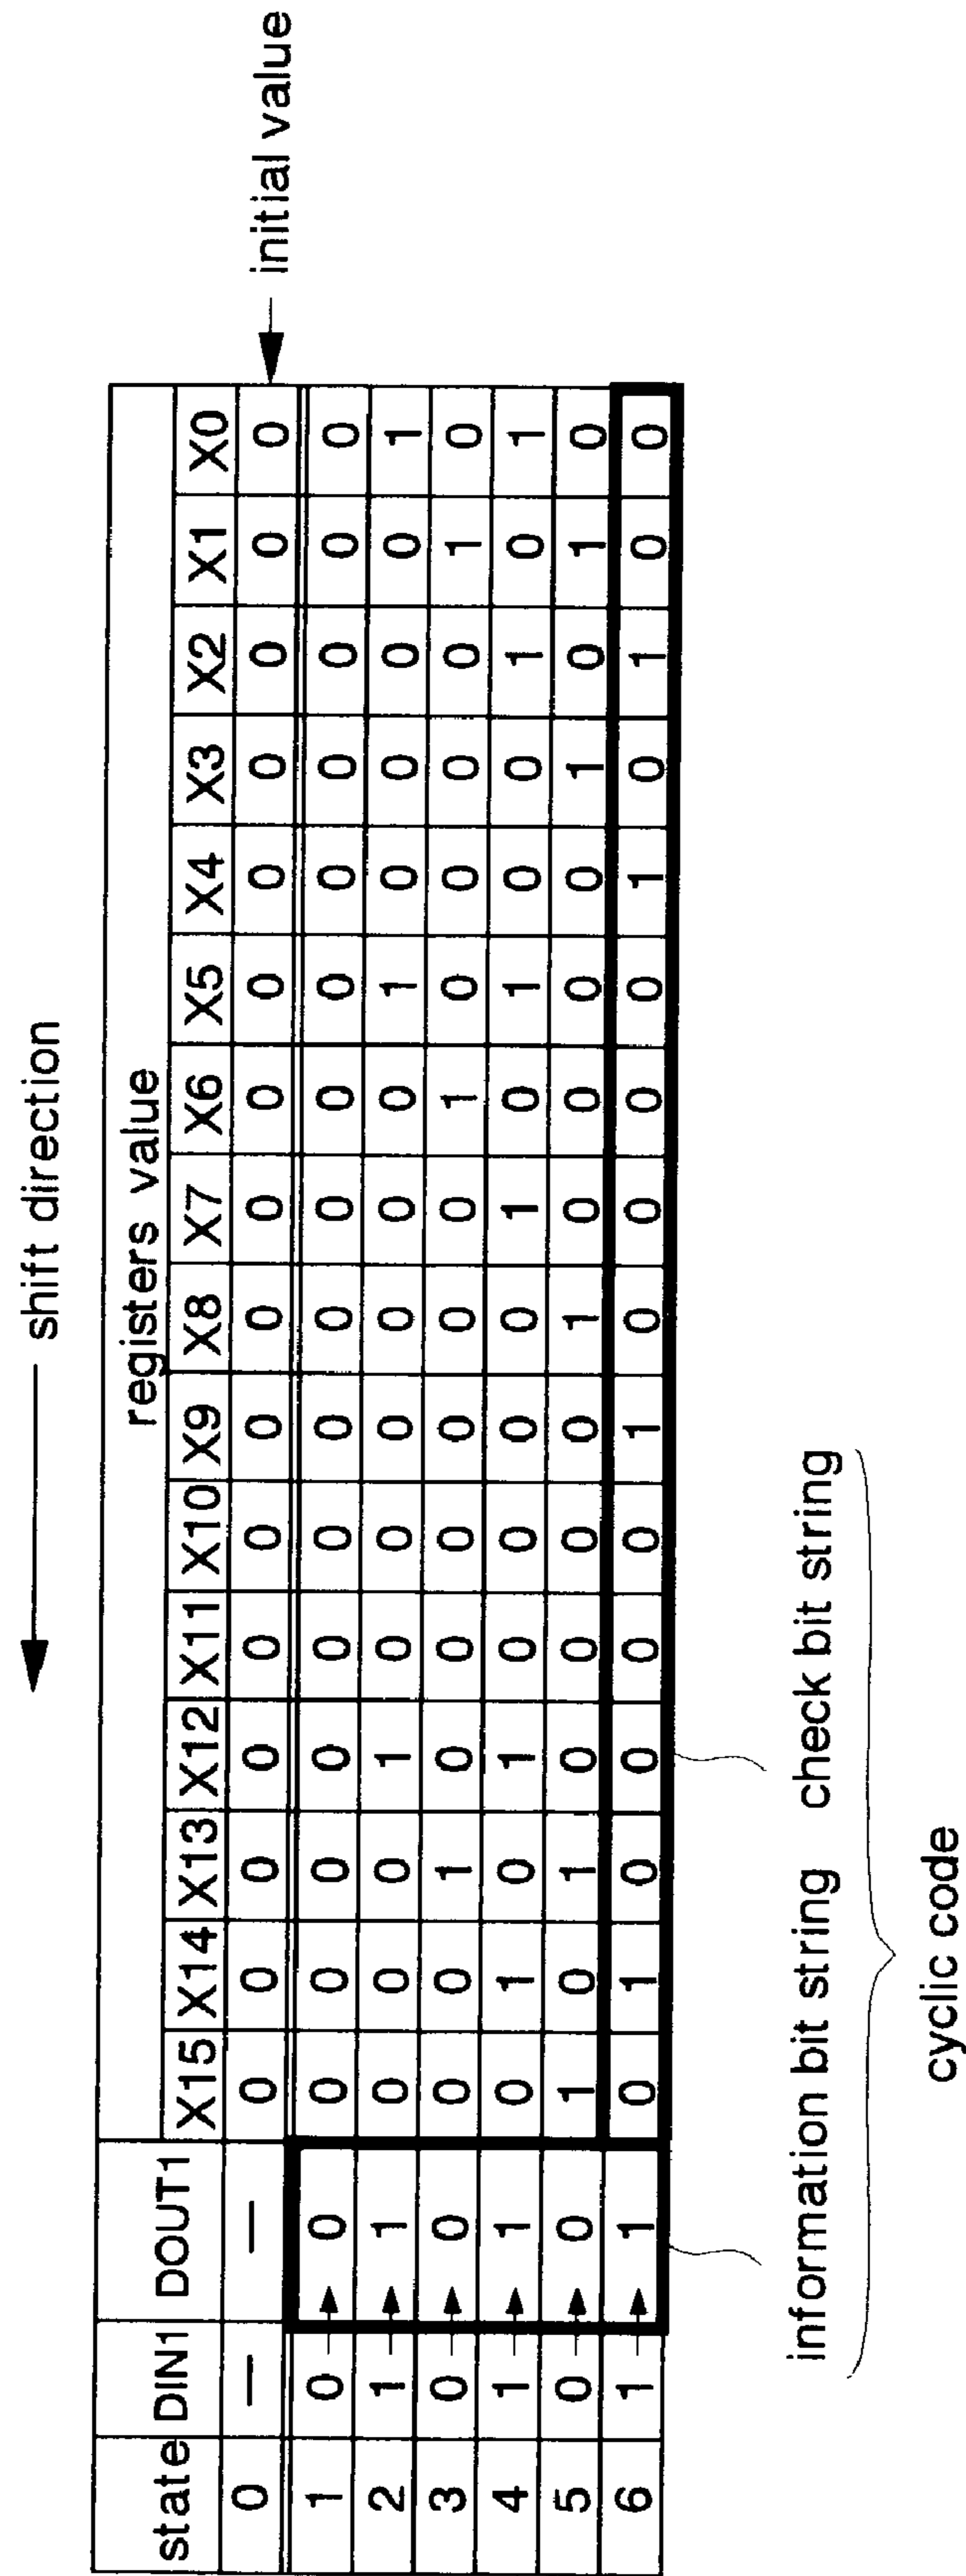 shift direction
registers value
state DIN1 DOUT1 X15 X14 X13 X12 X11 X10 X9 X8 X7 X6 X5 X4 X3 X2 X1 X0
0 — — 0 0 0 0 0 0 0 0 0 0 0 0 0 0 0 0 initial value
1 0 0 0 0 0 0 0 0 0 0 0 0 0 0 0 0 0 0
2 1 1 0 0 0 1 0 0 0 0 0 0 1 0 0 0 0 1
3 0 0 0 0 1 0 0 0 0 0 0 1 0 0 0 0 1 0
4 1 1 0 1 0 1 0 0 0 0 1 0 1 0 0 1 0 1
5 0 0 1 0 1 0 0 0 0 1 0 0 0 0 1 0 1 0
6 1 1 0 1 0 0 0 0 1 0 0 0 0 1 0 1 0 0
information bit string check bit string
cyclic code